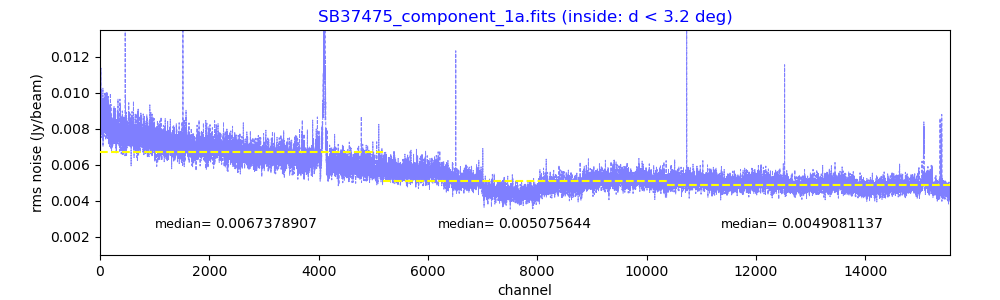 SB37475_component_1a.fits (inside: d < 3.2 deg)
rms noise (Jy/beam)
0.012
0.010
0.008
0.006
0.004
0.002
median= 0.0067378907
median= 0.005075644
median= 0.0049081137
0 2000 4000 6000 8000 10000 12000 14000
channel